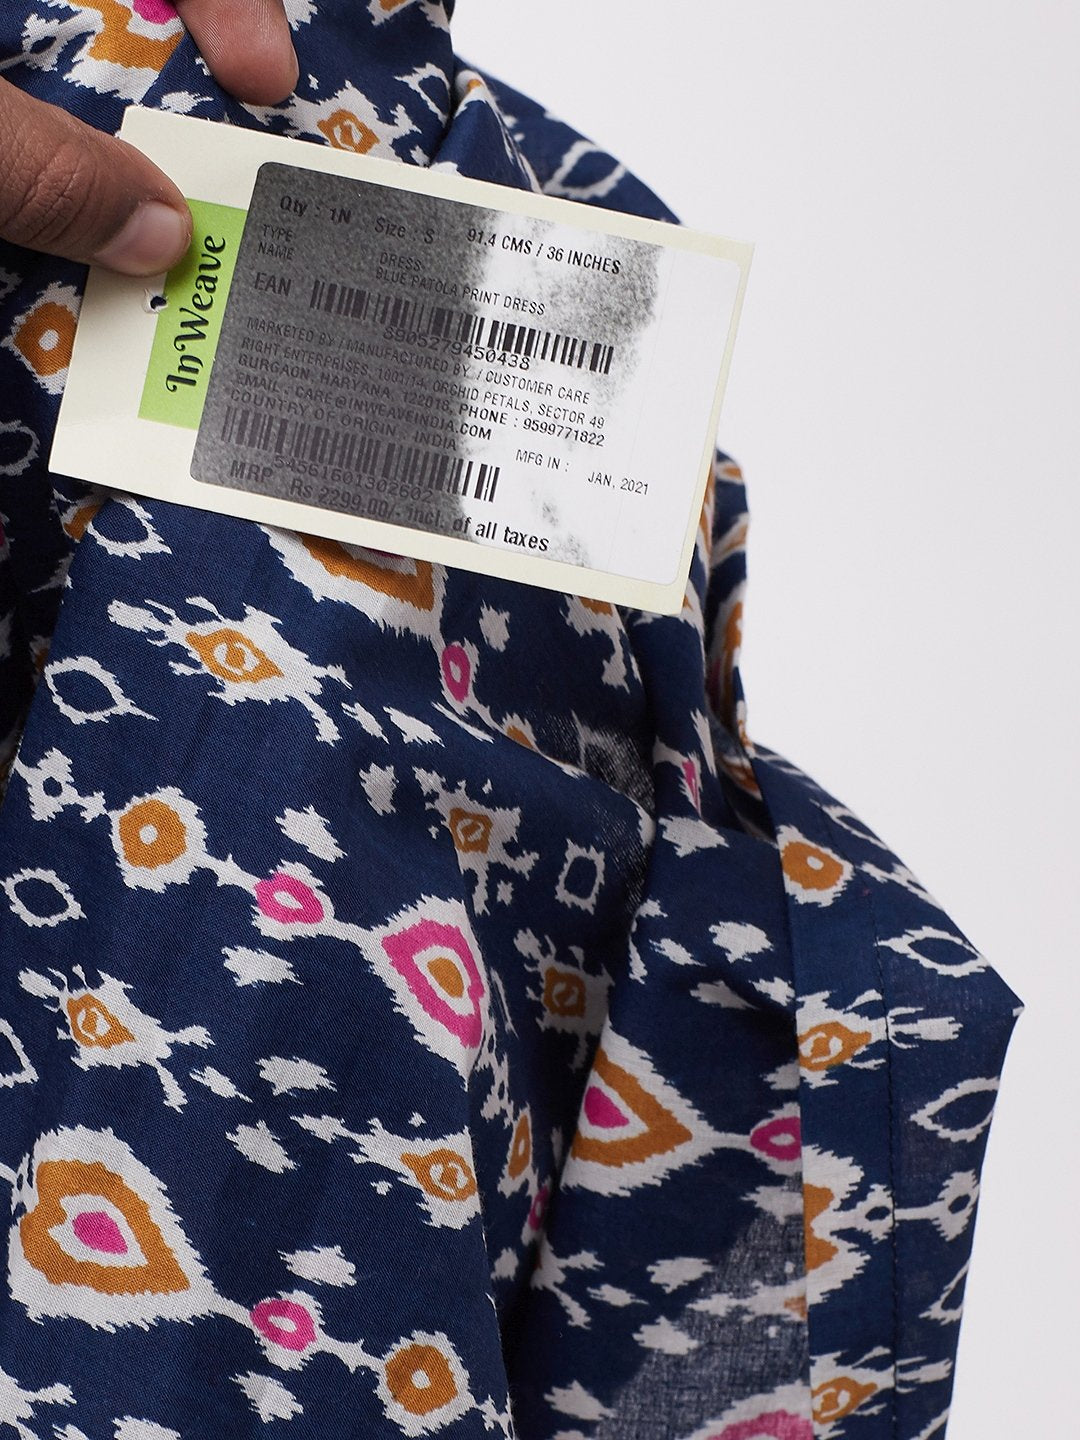 InWeave
Qty : 1N Size : S 91.4 CMS / 36 INCHES
TYPE DRESS
NAME BLUE PATOLA PRINT DRESS
EAN
8905279450438
MARKETED BY / MANUFACTURED BY / CUSTOMER CARE
RIGHT ENTERPRISES, 1001/14, ORCHID PETALS, SECTOR 49
GURGAON, HARYANA, 122018, PHONE : 9599771822
EMAIL : CARE@INWEAVEINDIA.COM
COUNTRY OF ORIGIN : INDIA
MFG IN : JAN, 2021
5456151302602
MRP Rs 2299.00/- incl. of all taxes